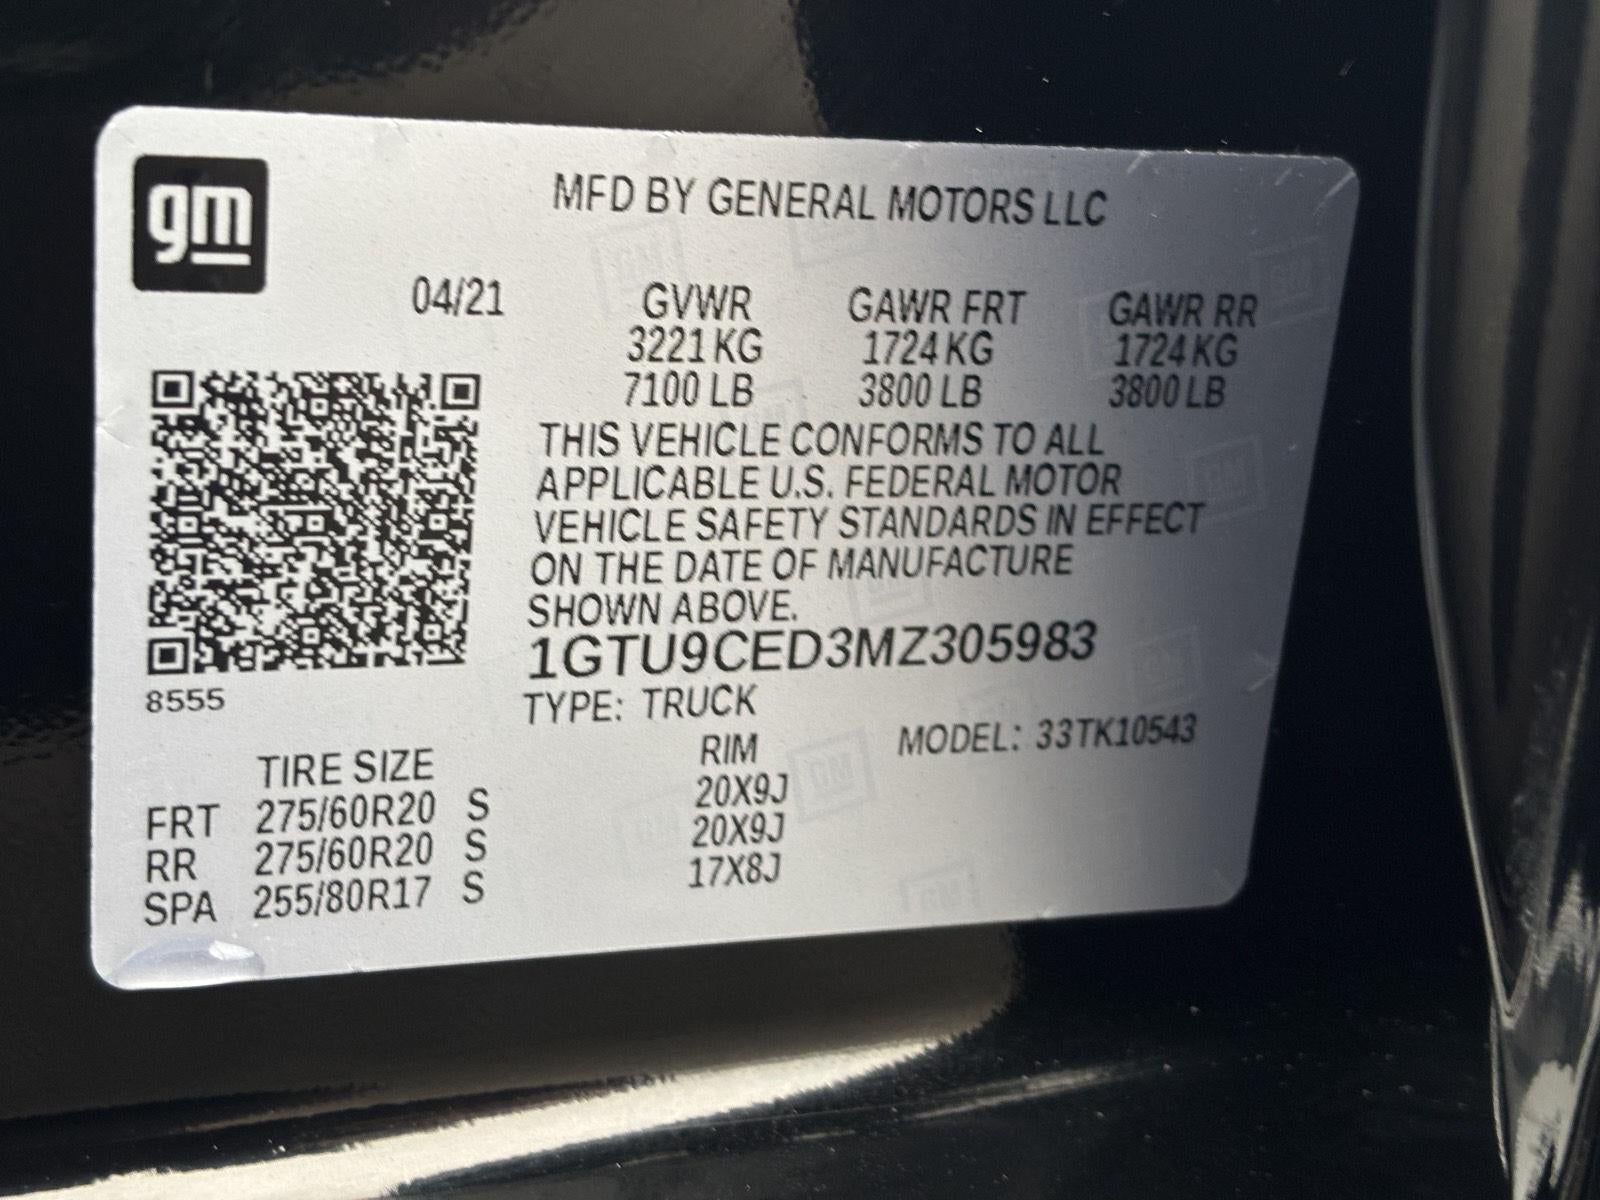 gm
MFD BY GENERAL MOTORS LLC
04/21 GVWR GAWR FRT GAWR RR
3221 KG 1724 KG 1724 KG
7100 LB 3800 LB 3800 LB
THIS VEHICLE CONFORMS TO ALL
APPLICABLE U.S. FEDERAL MOTOR
VEHICLE SAFETY STANDARDS IN EFFECT
ON THE DATE OF MANUFACTURE
SHOWN ABOVE.
1GTU9CED3MZ305983
8555
TYPE: TRUCK
MODEL: 33TK10543
TIRE SIZE RIM
FRT 275/60R20 S 20X9J
RR 275/60R20 S 20X9J
SPA 255/80R17 S 17X8J